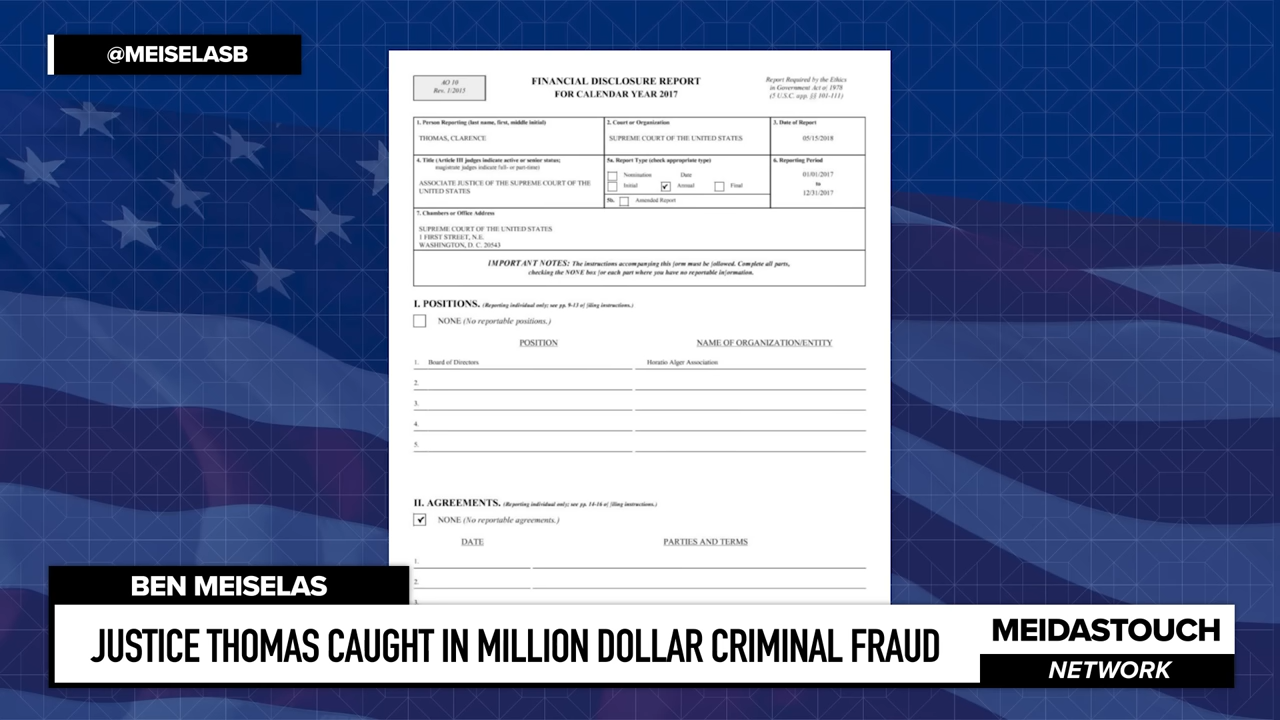 @MEISELASB
AO 10
Rev. 1/2015
FINANCIAL DISCLOSURE REPORT
FOR CALENDAR YEAR 2017
Report Required by the Ethics
in Government Act of 1978
(5 U.S.C. app. §§ 101-111)
1. Person Reporting (last name, first, middle initial)
THOMAS, CLARENCE
2. Court or Organization
SUPREME COURT OF THE UNITED STATES
3. Date of Report
05/15/2018
4. Title (Article III judges indicate active or senior status;
magistrate judges indicate full- or part-time)
ASSOCIATE JUSTICE OF THE SUPREME COURT OF THE
UNITED STATES
5a. Report Type (check appropriate type)
Nomination Date
Initial Annual Final
5b. Amended Report
6. Reporting Period
01/01/2017
to
12/31/2017
7. Chambers or Office Address
SUPREME COURT OF THE UNITED STATES
1 FIRST STREET, N.E.
WASHINGTON, D. C. 20543
IMPORTANT NOTES: The instructions accompanying this form must be followed. Complete all parts,
checking the NONE box for each part where you have no reportable information.
I. POSITIONS. (Reporting individual only; see pp. 9-13 of filing instructions.)
NONE (No reportable positions.)
POSITION NAME OF ORGANIZATION/ENTITY
1. Board of Directors Horatio Alger Association
2.
3.
4.
5.
II. AGREEMENTS. (Reporting individual only; see pp. 14-16 of filing instructions.)
NONE (No reportable agreements.)
DATE PARTIES AND TERMS
1.
2.
3
BEN MEISELAS
JUSTICE THOMAS CAUGHT IN MILLION DOLLAR CRIMINAL FRAUD
MEIDASTOUCH
NETWORK